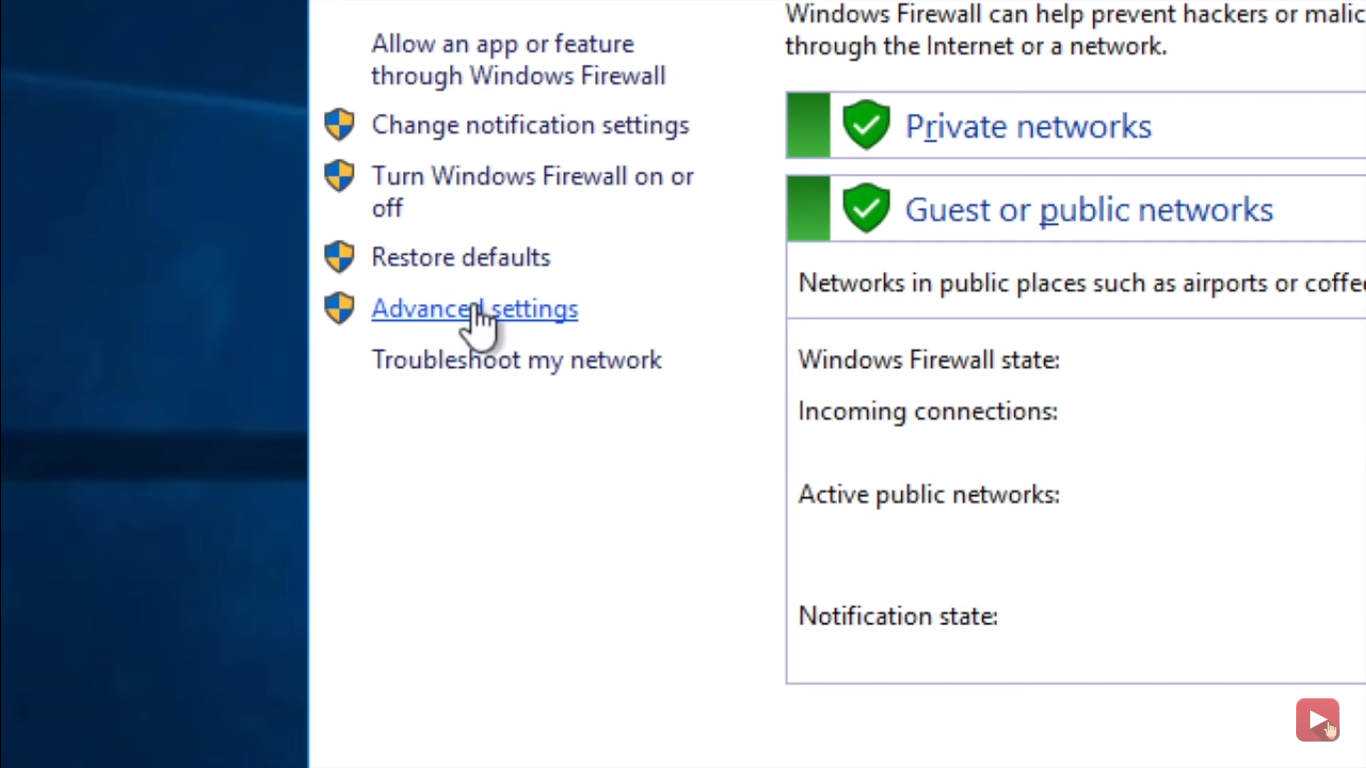 Allow an app or feature
through Windows Firewall
Change notification settings
Turn Windows Firewall on or
off
Restore defaults
Advanced settings
Troubleshoot my network
Windows Firewall can help prevent hackers or malic
through the Internet or a network.
Private networks
Guest or public networks
Networks in public places such as airports or coffe
Windows Firewall state:
Incoming connections:
Active public networks:
Notification state: